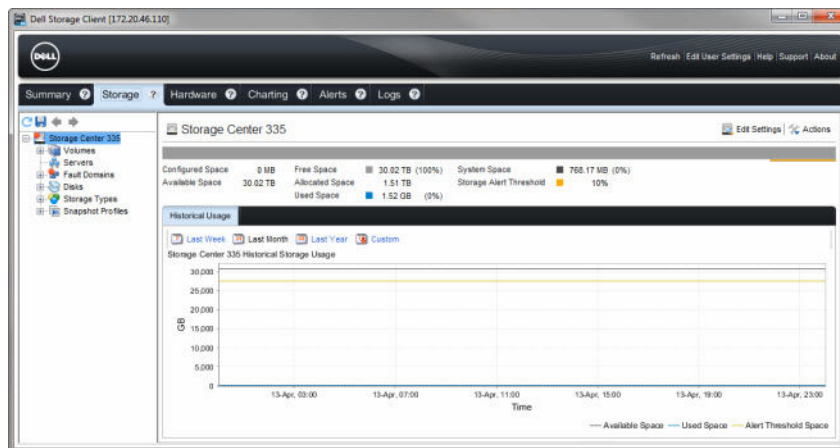 Dell Storage Client [172.20.46.110]
DELL
Refresh Edit User Settings Help Support About
Summary ? Storage ? Hardware ? Charting ? Alerts ? Logs ?
Storage Center 335
Volumes
Servers
Fault Domains
Disks
Storage Types
Snapshot Profiles
Storage Center 335
Edit Settings Actions
Configured Space 0 MB Free Space 30.02 TB (100%) System Space 768.17 MB (0%)
Available Space 30.02 TB Allocated Space 1.51 TB Storage Alert Threshold 10%
Used Space 1.52 GB (0%)
Historical Usage
Last Week Last Month Last Year Custom
Storage Center 335 Historical Storage Usage
30,000
25,000
20,000
15,000
10,000
5,000
0
GB
13-Apr, 03:00 13-Apr, 07:00 13-Apr, 11:00 13-Apr, 15:00 13-Apr, 19:00 13-Apr, 23:00
Time
Available Space Used Space Alert Threshold Space